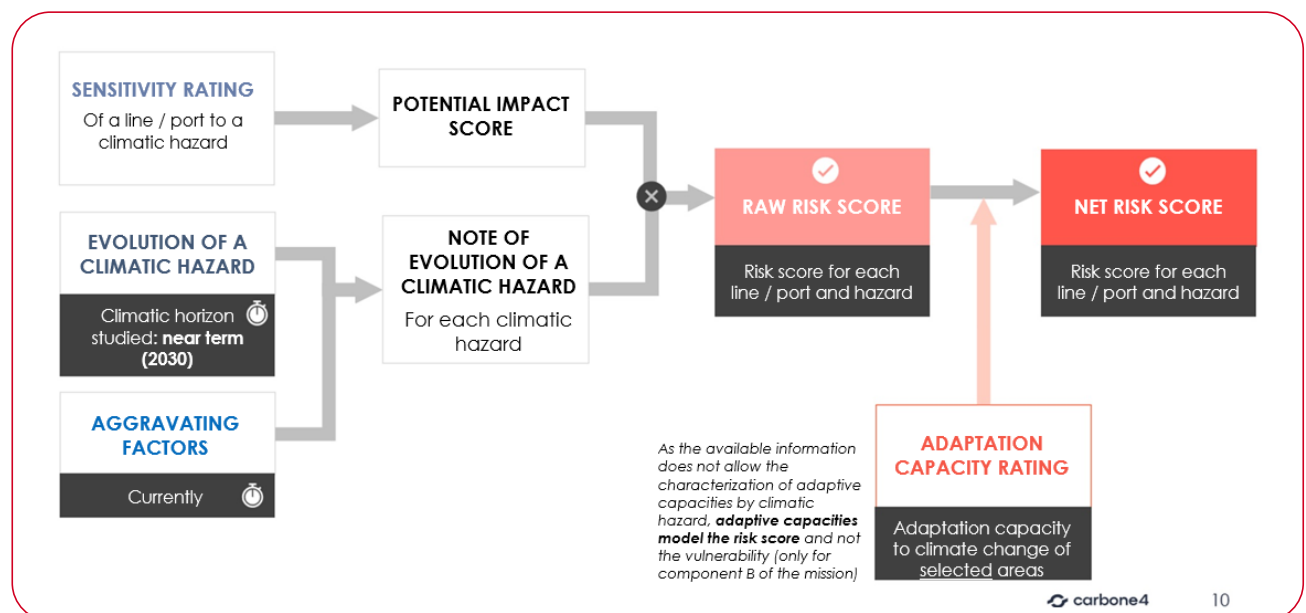 SENSITIVITY RATING
Of a line / port to a
climatic hazard
POTENTIAL IMPACT
SCORE
EVOLUTION OF A
CLIMATIC HAZARD
Climatic horizon
studied: near term
(2030)
NOTE OF
EVOLUTION OF A
CLIMATIC HAZARD
For each climatic
hazard
AGGRAVATING
FACTORS
Currently
RAW RISK SCORE
Risk score for each
line / port and hazard
NET RISK SCORE
Risk score for each
line / port and hazard
As the available information
does not allow the
characterization of adaptive
capacities by climatic
hazard, adaptive capacities
model the risk score and not
the vulnerability (only for
component B of the mission)
ADAPTATION
CAPACITY RATING
Adaptation capacity
to climate change of
selected areas
carbone4
10